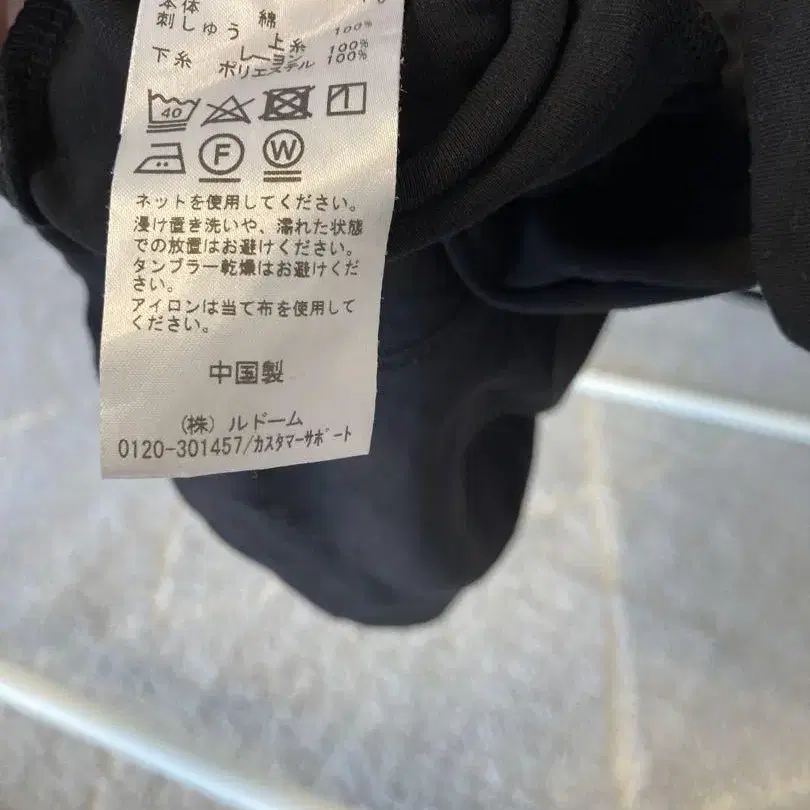 本体 綿
刺しゅう 上糸 100%
レーヨン 100%
下糸 ポリエステル 100%
40
F W
ネットを使用してください。
浸け置き洗いや、濡れた状態
での放置はお避けください。
タンブラー乾燥はお避けくだ
さい。
アイロンは当て布を使用して
ください。
中国製
(株)ルドーム
0120-301457/カスタマーサポート